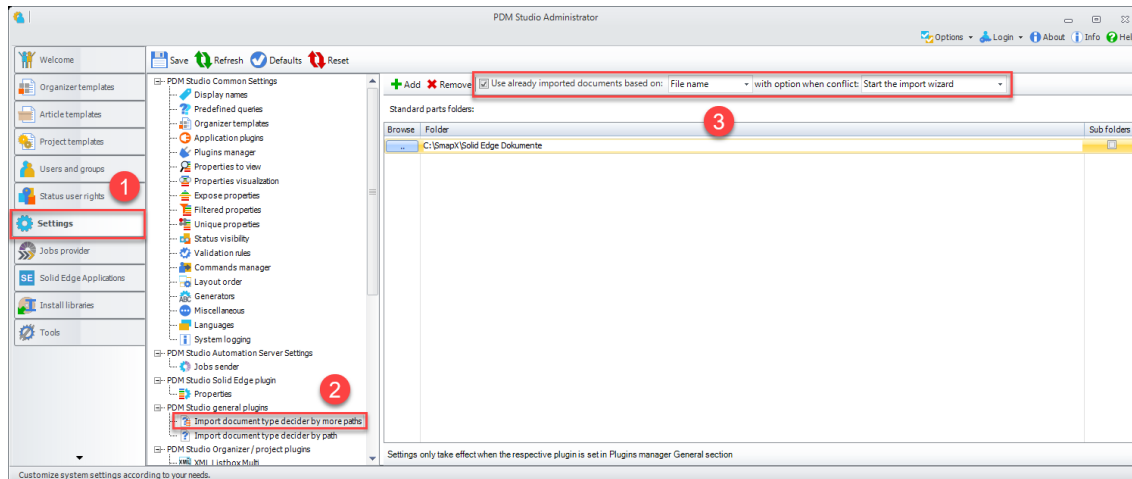 PDM Studio Administrator
Options Login About Info Hel
Welcome
Organizer templates
Article templates
Project templates
Users and groups
Status user rights
1
Settings
Jobs provider
SE Solid Edge Applications
Install libraries
Tools
Save Refresh Defaults Reset
PDM Studio Common Settings
Display names
Predefined queries
Organizer templates
Application plugins
Plugins manager
Properties to view
Properties visualization
Expose properties
Filtered properties
Unique properties
Status visibility
Validation rules
Commands manager
Layout order
ABC Generators
Miscellaneous
Languages
System logging
PDM Studio Automation Server Settings
Jobs sender
PDM Studio Solid Edge plugin
2
Properties
PDM Studio general plugins
Import document type decider by more paths
Import document type decider by path
PDM Studio Organizer / project plugins
XML XML Listbox Multi
Add Remove Use already imported documents based on: File name with option when conflict: Start the import wizard
3
Standard parts folders:
Browse Folder Sub folders
.. C:\SmapX\Solid Edge Dokumente
Settings only take effect when the respective plugin is set in Plugins manager General section
Customize system settings according to your needs.